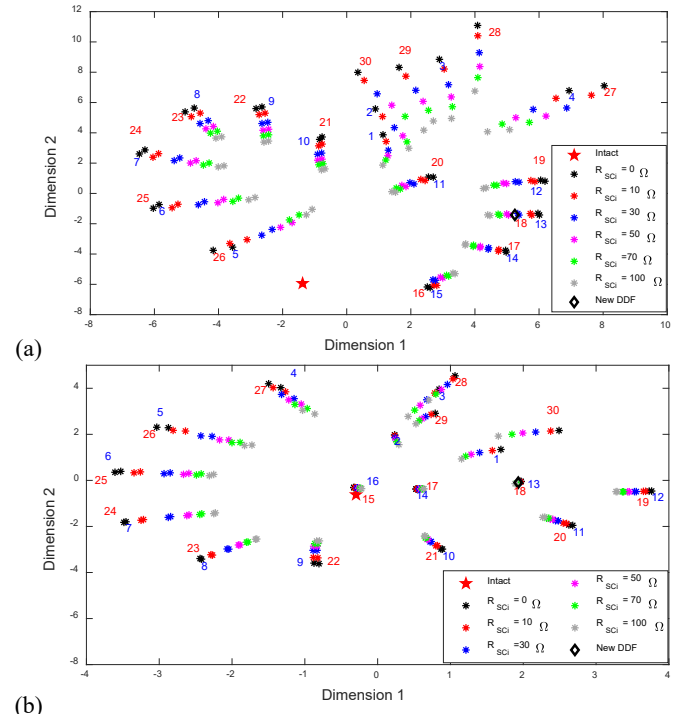 12
10
8
6
4
2
0
-2
-4
-6
-8
-8 -6 -4 -2 0 2 4 6 8 10
Dimension 2
Dimension 1
28
30 29
3
4 27
8 22 9
23
2
24 21
10 1
7
20 19
11 12
25
6
18 13
26 5
17
14
16
15
Intact
R SCi = 0 Ω
R SCi = 10 Ω
R SCi = 30 Ω
R SCi = 50 Ω
R SCi =70 Ω
R SCi = 100 Ω
New DDF
(a)
4
2
0
-2
-4
-6
-8
-4 -3 -2 -1 0 1 2 3 4
Dimension 2
Dimension 1
4
27 28
3
5 29 30
26
2
6 1
25
16 17 13
15 14 18 12
19
24
7 11
20
23 21 10
8 9 22
Intact
R SCi = 0 Ω
R SCi = 10 Ω
R SCi =30 Ω
R SCi = 50 Ω
R SCi = 70 Ω
R SCi = 100 Ω
New DDF
(b)